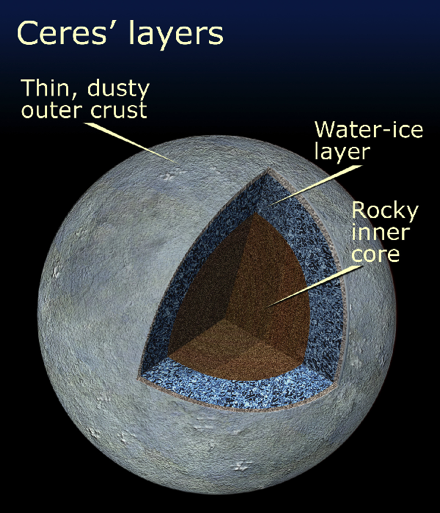 Ceres’ layers
Thin, dusty
outer crust
Water-ice
layer
Rocky
inner
core